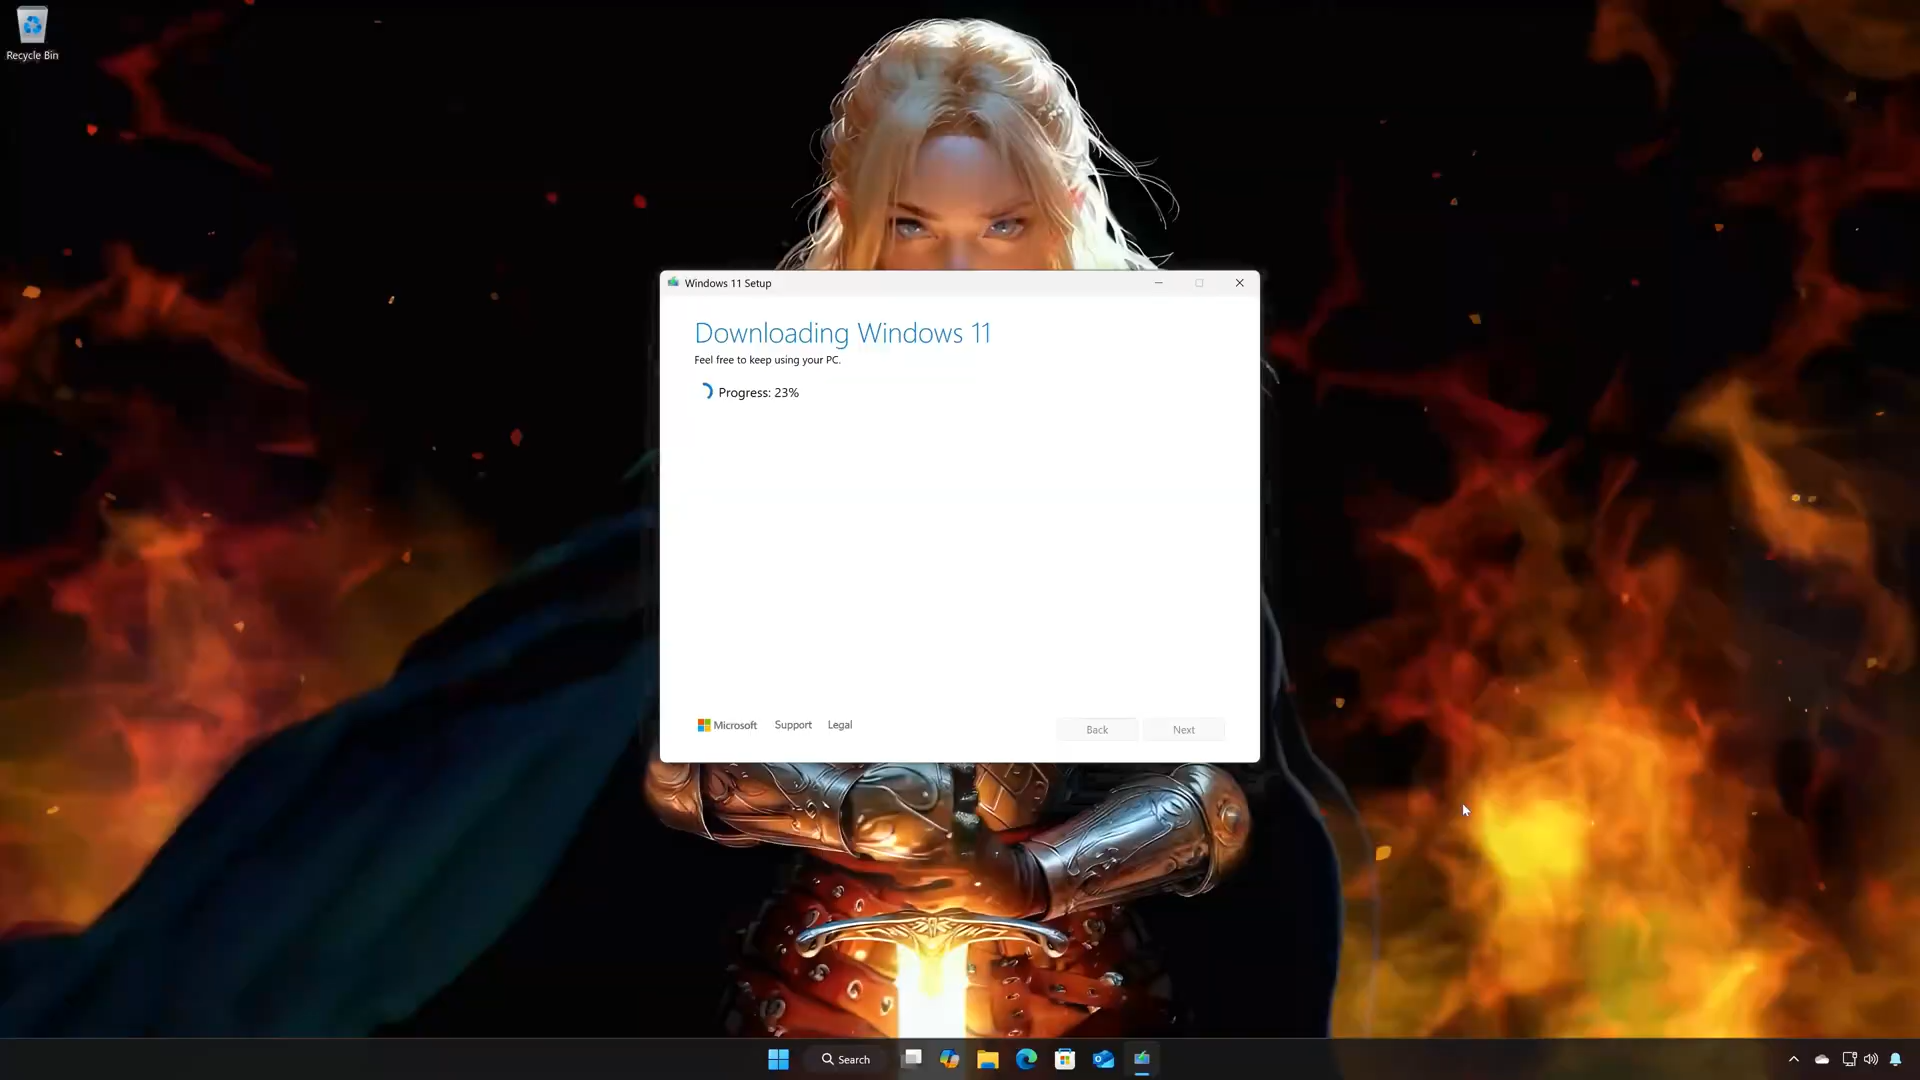 Recycle Bin
Windows 11 Setup
Downloading Windows 11
Feel free to keep using your PC.
Progress: 23%
Microsoft
Support
Legal
Back
Next
Search